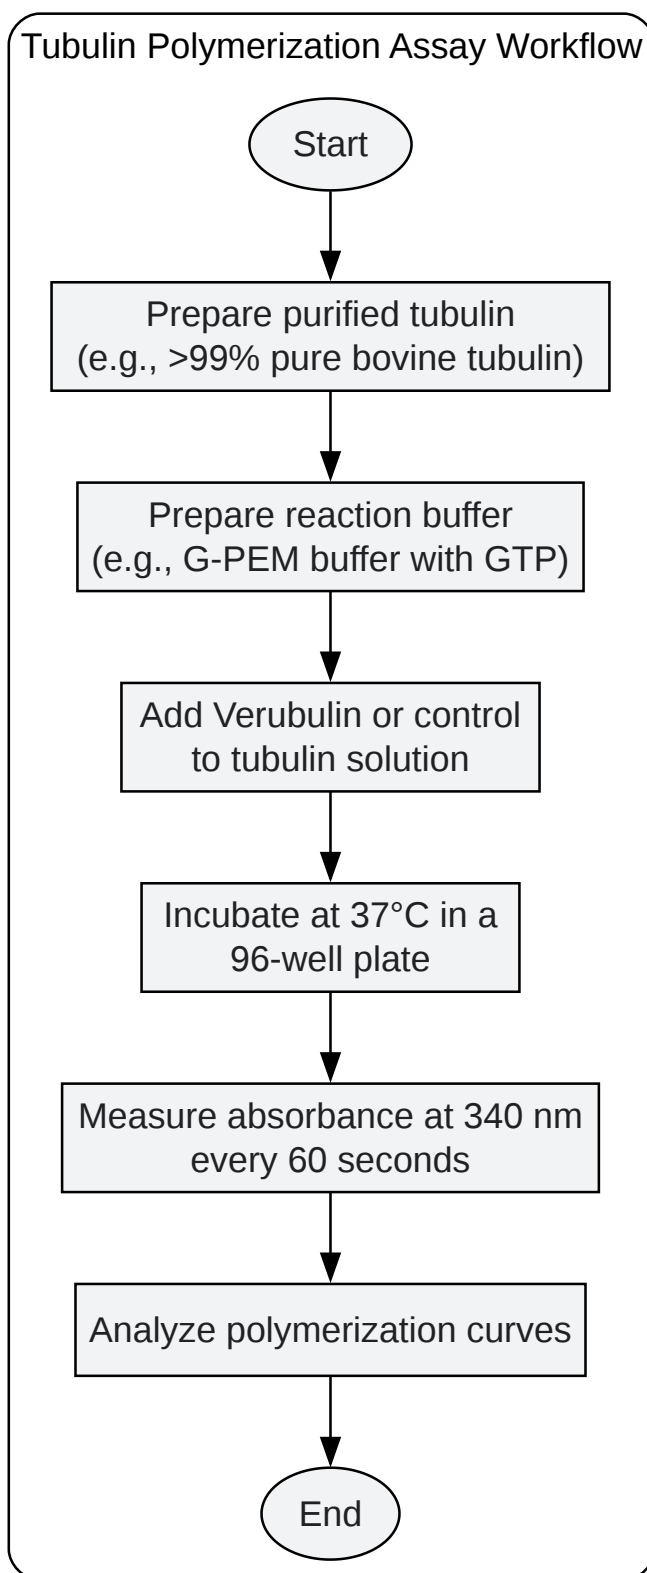 Tubulin Polymerization Assay Workflow
Start
Prepare purified tubulin
(e.g., >99% pure bovine tubulin)
Prepare reaction buffer
(e.g., G-PEM buffer with GTP)
Add Verubulin or control
to tubulin solution
Incubate at 37°C in a
96-well plate
Measure absorbance at 340 nm
every 60 seconds
Analyze polymerization curves
End